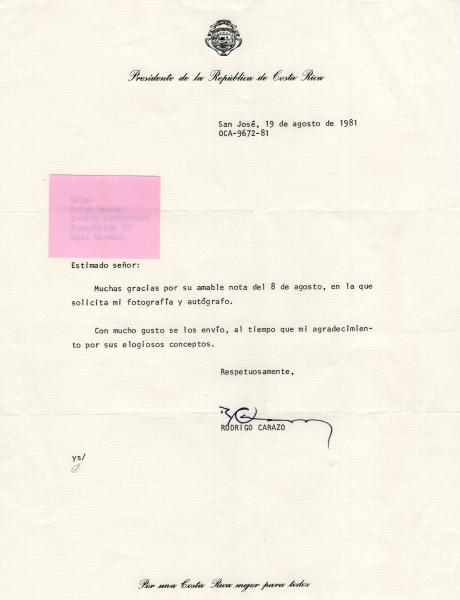 Presidente de la República de Costa Rica
San José, 19 de agosto de 1981
OCA-9672-81
Señor
West Germany
Estimado señor:
Muchas gracias por su amable nota del 8 de agosto, en la que
solicita mi fotografía y autógrafo.
Con mucho gusto se los envío, al tiempo que mi agradecimien-
to por sus elogiosos conceptos.
Respetuosamente,
RODRIGO CARAZO
ys/
Por una Costa Rica mejor para todos